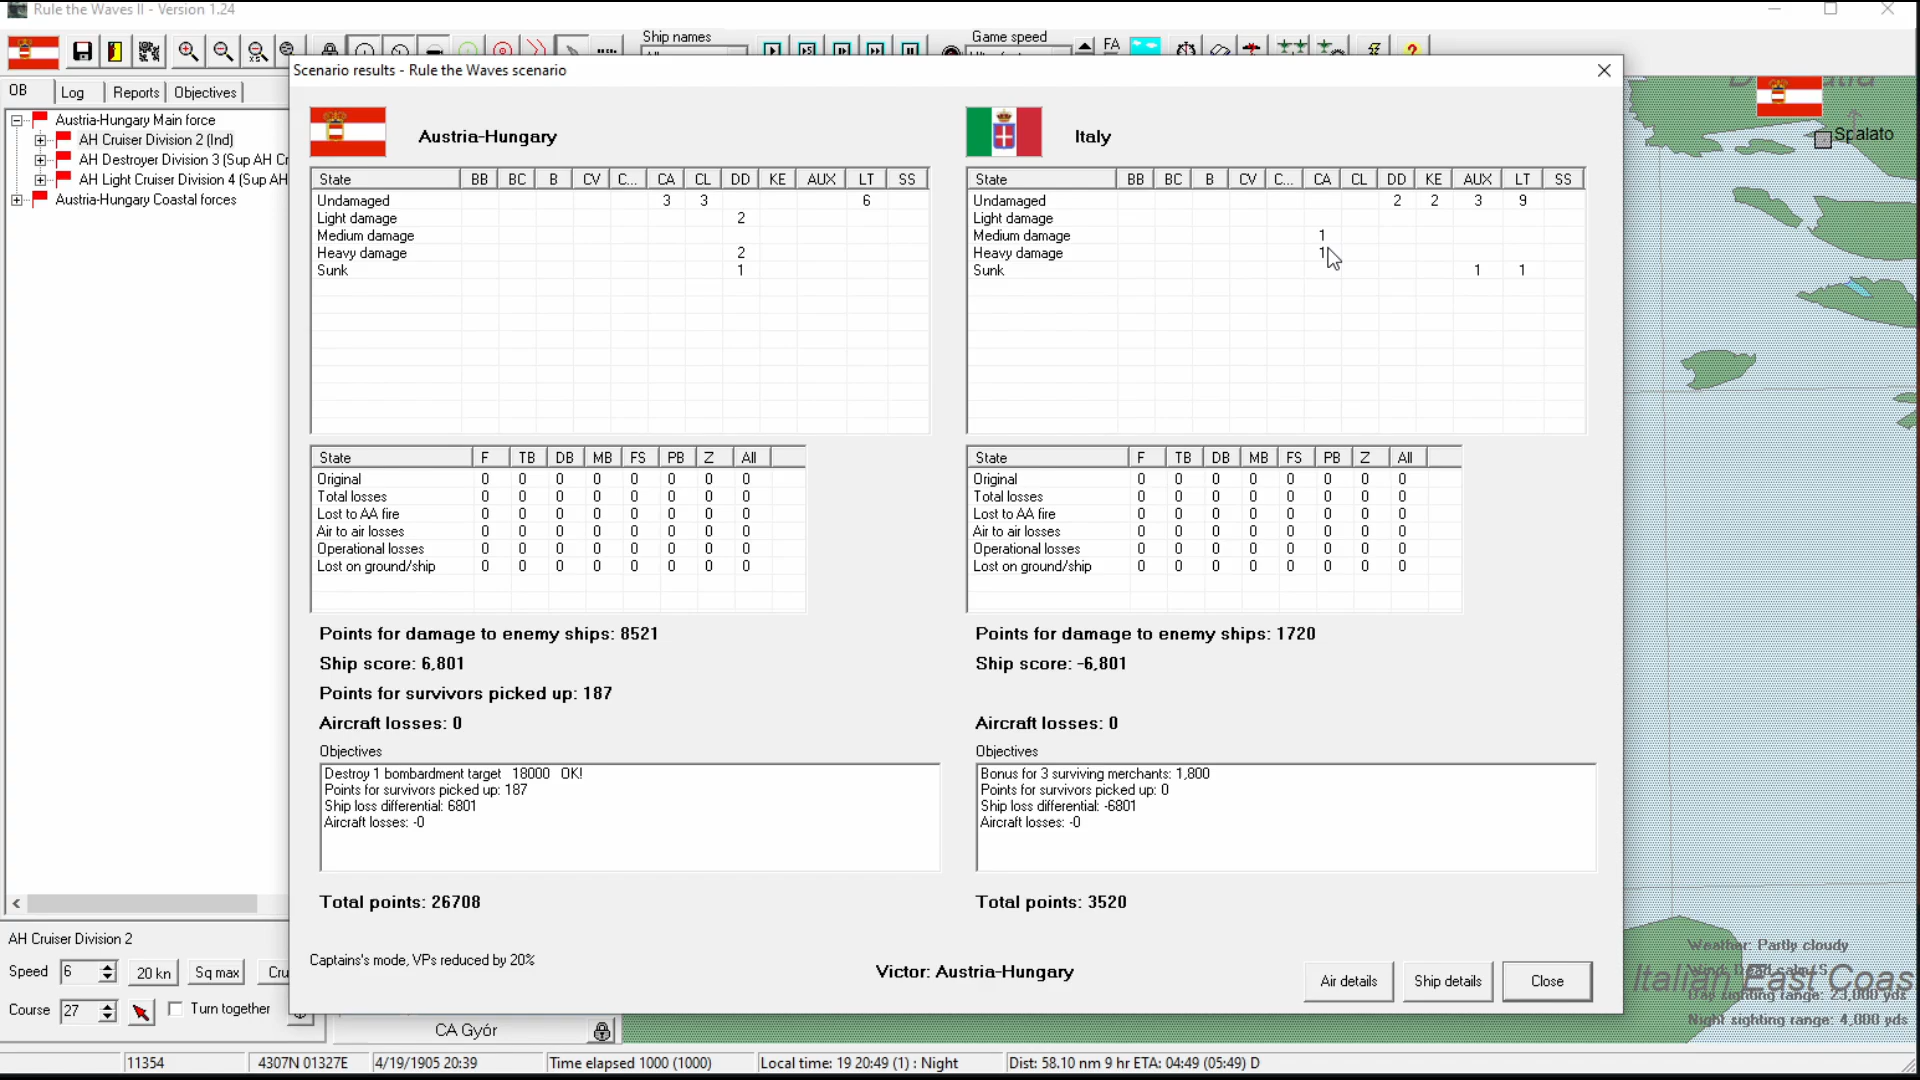 Rule the Waves II - Version 1.24
Ship names
Game speed
FA
OB Log Reports Objectives
Austria-Hungary Main force
AH Cruiser Division 2 (Ind)
AH Destroyer Division 3 (Sup AH Cr
AH Light Cruiser Division 4 (Sup AH
Austria-Hungary Coastal forces
Scenario results - Rule the Waves scenario
Austria-Hungary
State BB BC B CV C... CA CL DD KE AUX LT SS
Undamaged 3 3 6
Light damage 2
Medium damage
Heavy damage 2
Sunk 1
State F TB DB MB FS PB Z All
Original 0 0 0 0 0 0 0 0
Total losses 0 0 0 0 0 0 0 0
Lost to AA fire 0 0 0 0 0 0 0 0
Air to air losses 0 0 0 0 0 0 0 0
Operational losses 0 0 0 0 0 0 0 0
Lost on ground/ship 0 0 0 0 0 0 0 0
Points for damage to enemy ships: 8521
Ship score: 6,801
Points for survivors picked up: 187
Aircraft losses: 0
Objectives
Destroy 1 bombardment target 18000 OK!
Points for survivors picked up: 187
Ship loss differential: 6801
Aircraft losses: -0
Total points: 26708
Captains's mode, VPs reduced by 20%
Italy
State BB BC B CV C... CA CL DD KE AUX LT SS
Undamaged 2 2 3 9
Light damage
Medium damage 1
Heavy damage 1
Sunk 1 1
State F TB DB MB FS PB Z All
Original 0 0 0 0 0 0 0 0
Total losses 0 0 0 0 0 0 0 0
Lost to AA fire 0 0 0 0 0 0 0 0
Air to air losses 0 0 0 0 0 0 0 0
Operational losses 0 0 0 0 0 0 0 0
Lost on ground/ship 0 0 0 0 0 0 0 0
Points for damage to enemy ships: 1720
Ship score: -6,801
Aircraft losses: 0
Objectives
Bonus for 3 surviving merchants: 1,800
Points for survivors picked up: 0
Ship loss differential: -6801
Aircraft losses: -0
Total points: 3520
Victor: Austria-Hungary
Air details Ship details Close
Spalato
Weather: Partly cloudy
Italian East Coas
Day sighting range: 23,000 yds
Night sighting range: 4,000 yds
AH Cruiser Division 2
Speed 6 20 kn Sq max Cru
Course 27 Turn together
CA Győr
11354 4307N 01327E 4/19/1905 20:39 Time elapsed 1000 (1000) Local time: 19 20:49 (1) : Night Dist: 58.10 nm 9 hr ETA: 04:49 (05:49) D